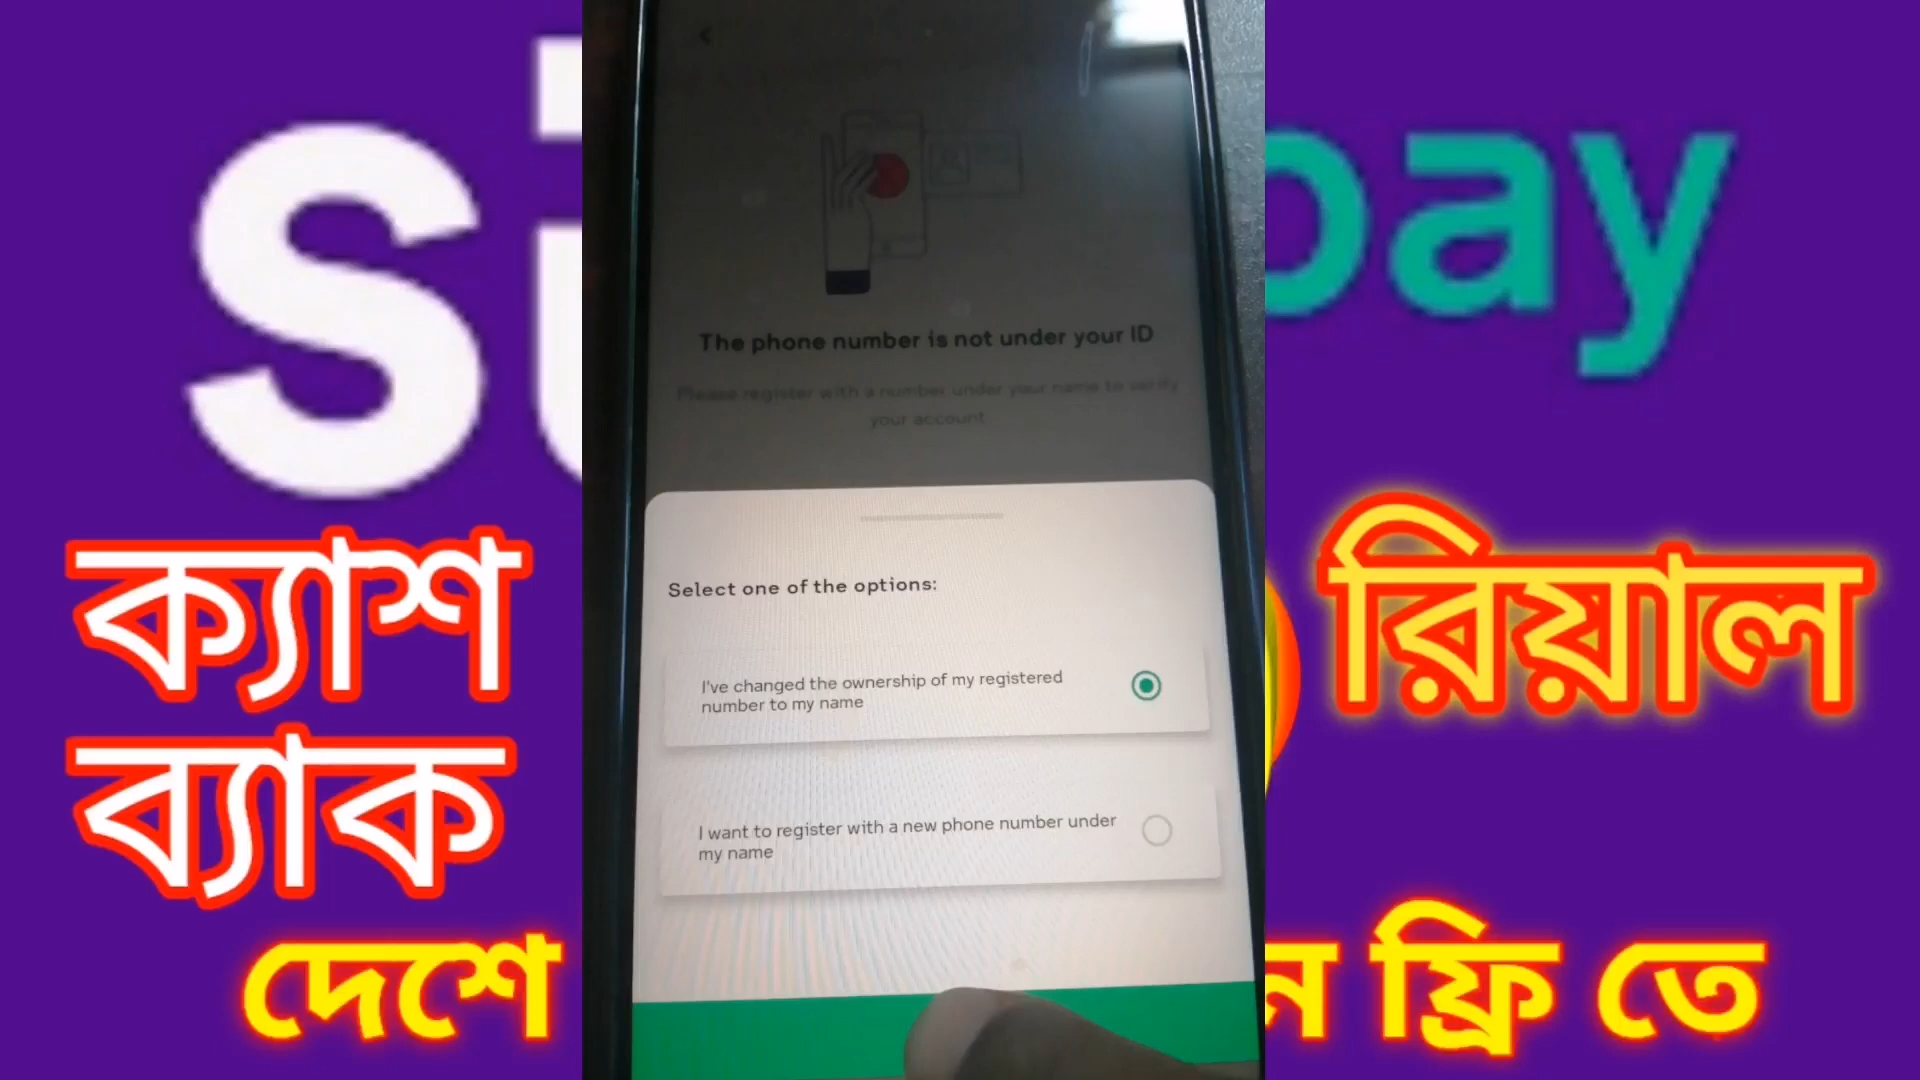 pay
The phone number is not under your ID
Please register with a number under your name to verify
your account
Select one of the options:
I've changed the ownership of my registered
number to my name
I want to register with a new phone number under
my name
ক্যাশ
ব্যাক
রিয়াল
দেশে
ন ফ্রি তে